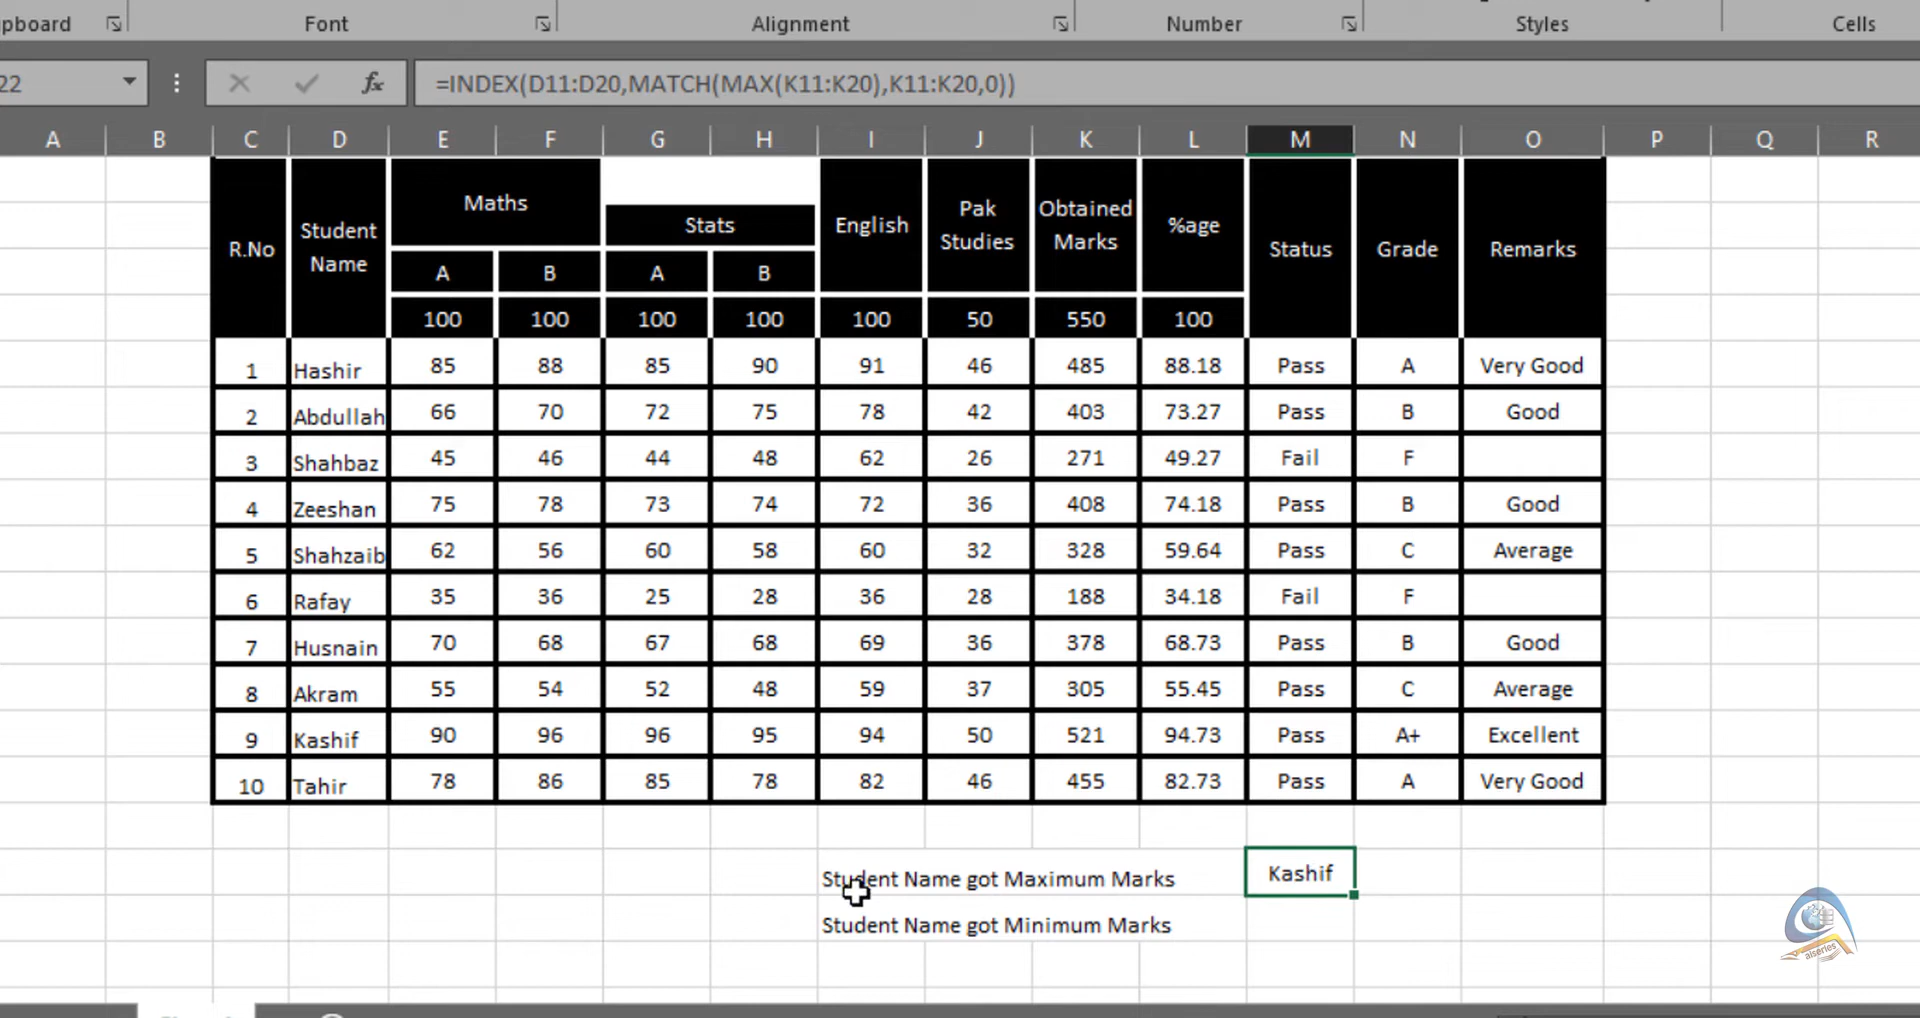 pboard Font Alignment Number Styles Cells
22 fx =INDEX(D11:D20,MATCH(MAX(K11:K20),K11:K20,0))
A B C D E F G H I J K L M N O P Q R
R.No Student Name Maths Stats English Pak Studies Obtained Marks %age Status Grade Remarks
A B A B
100 100 100 100 100 50 550 100
1 Hashir 85 88 85 90 91 46 485 88.18 Pass A Very Good
2 Abdullah 66 70 72 75 78 42 403 73.27 Pass B Good
3 Shahbaz 45 46 44 48 62 26 271 49.27 Fail F
4 Zeeshan 75 78 73 74 72 36 408 74.18 Pass B Good
5 Shahzaib 62 56 60 58 60 32 328 59.64 Pass C Average
6 Rafay 35 36 25 28 36 28 188 34.18 Fail F
7 Husnain 70 68 67 68 69 36 378 68.73 Pass B Good
8 Akram 55 54 52 48 59 37 305 55.45 Pass C Average
9 Kashif 90 96 96 95 94 50 521 94.73 Pass A+ Excellent
10 Tahir 78 86 85 78 82 46 455 82.73 Pass A Very Good
Student Name got Maximum Marks Kashif
Student Name got Minimum Marks
aiseries